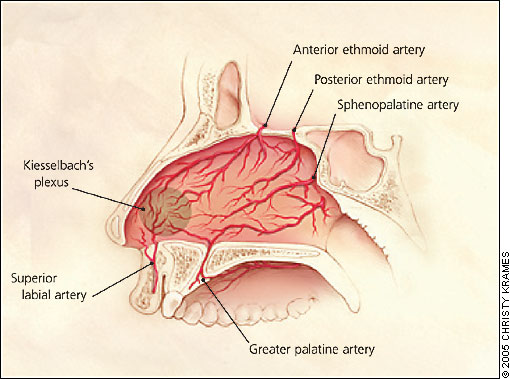 Anterior ethmoid artery
Posterior ethmoid artery
Sphenopalatine artery
Kiesselbach's
plexus
Superior
labial artery
Greater palatine artery
© 2005 CHRISTY KRAMES